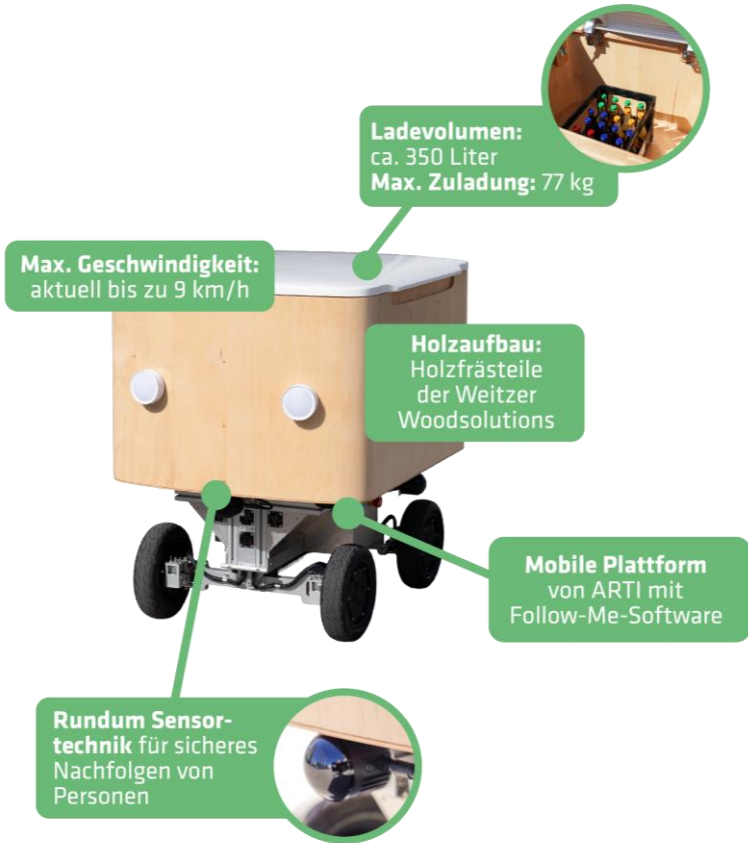 Ladevolumen:
ca. 350 Liter
Max. Zuladung: 77 kg
Max. Geschwindigkeit:
aktuell bis zu 9 km/h
Holzaufbau:
Holzfrästeile
der Weitzer
Woodsolutions
Mobile Plattform
von ARTI mit
Follow-Me-Software
Rundum Sensor-
technik für sicheres
Nachfolgen von
Personen